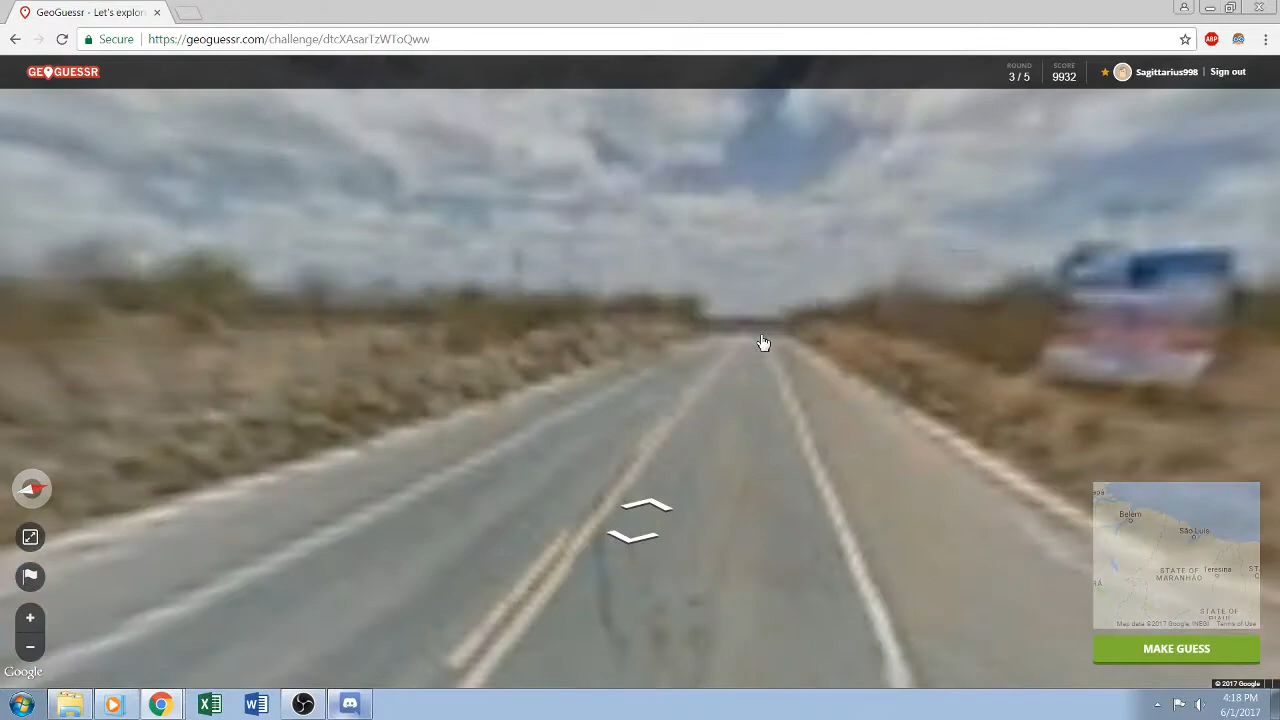 GeoGuessr - Let's explor
Secure
https://geoguessr.com/challenge/dtcXAsarTzWToQww
ABP
GEOGUESSR
ROUND
3 / 5
SCORE
9932
Sagittarius998
Sign out
Belém
São Luís
STATE OF
MARANHÃO
Teresina
STATE OF
Map data ©2017 Google, INEGI
Terms of Use
MAKE GUESS
Google
© 2017 Google
4:18 PM
6/1/2017